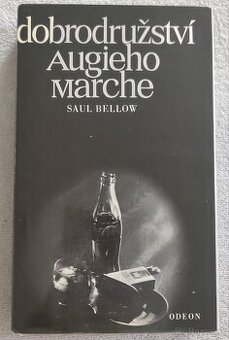 dobrodružství
Augieho
Marche
SAUL BELLOW
ODEON